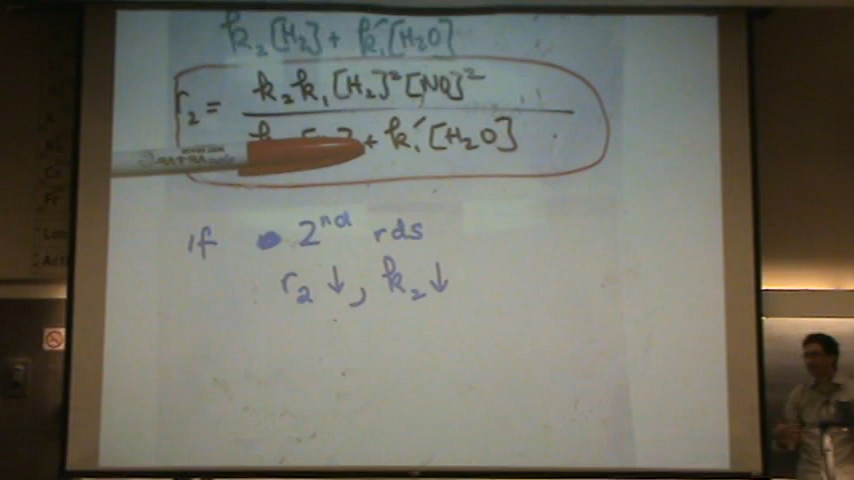 k₂[H₂] + k₁'[H₂O]
r₂ = k₂k₁[H₂]²[NO]²
+ k₁'[H₂O]
if 2nd rds
r₂ ↓, k₂ ↓